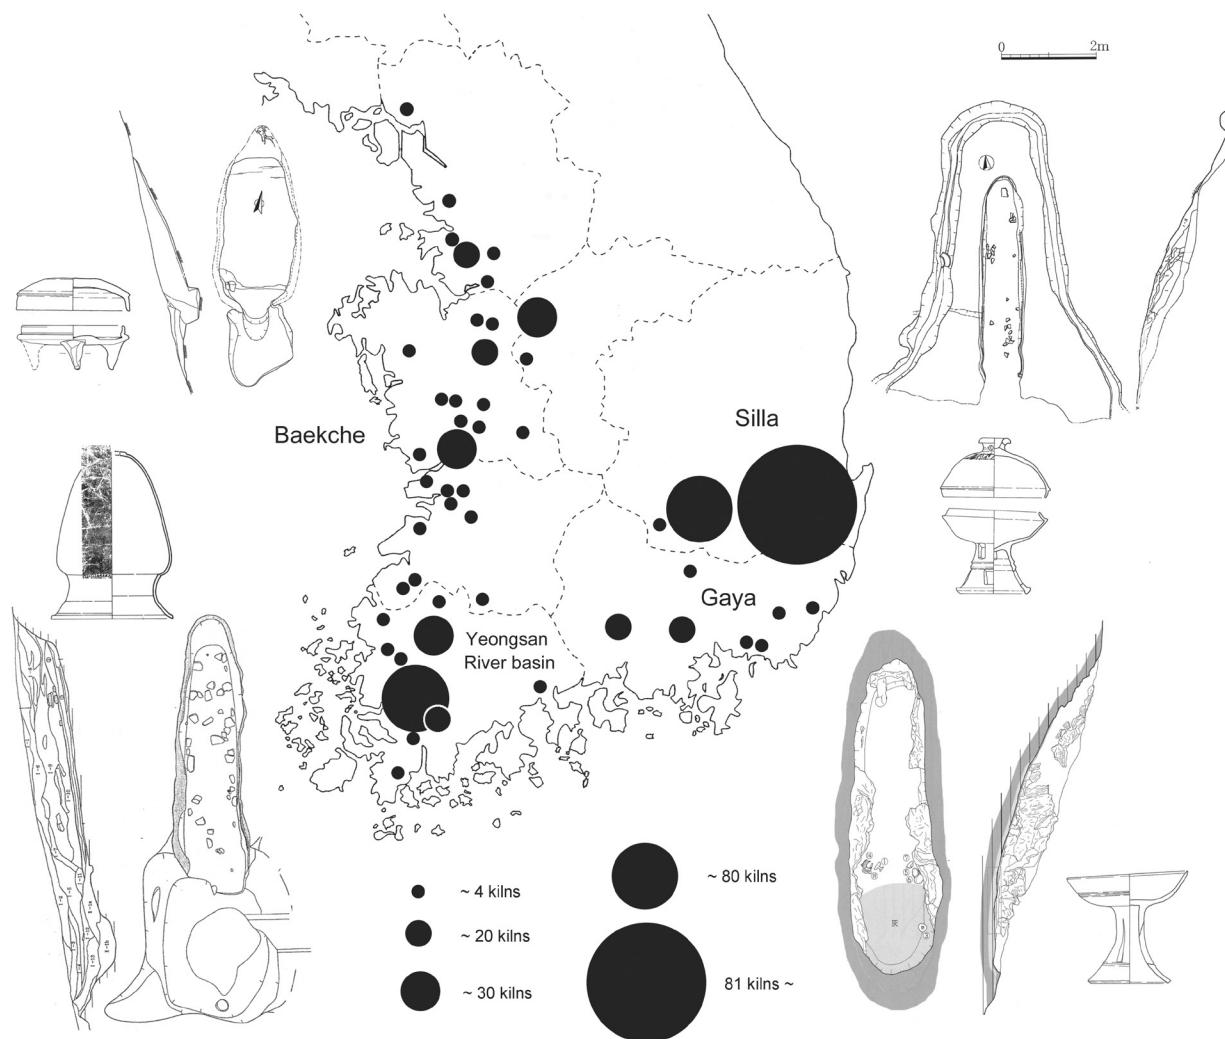 0 2m
Baekche
Silla
Gaya
Yeongsan
River basin
~ 4 kilns
~ 20 kilns
~ 30 kilns
~ 80 kilns
81 kilns ~